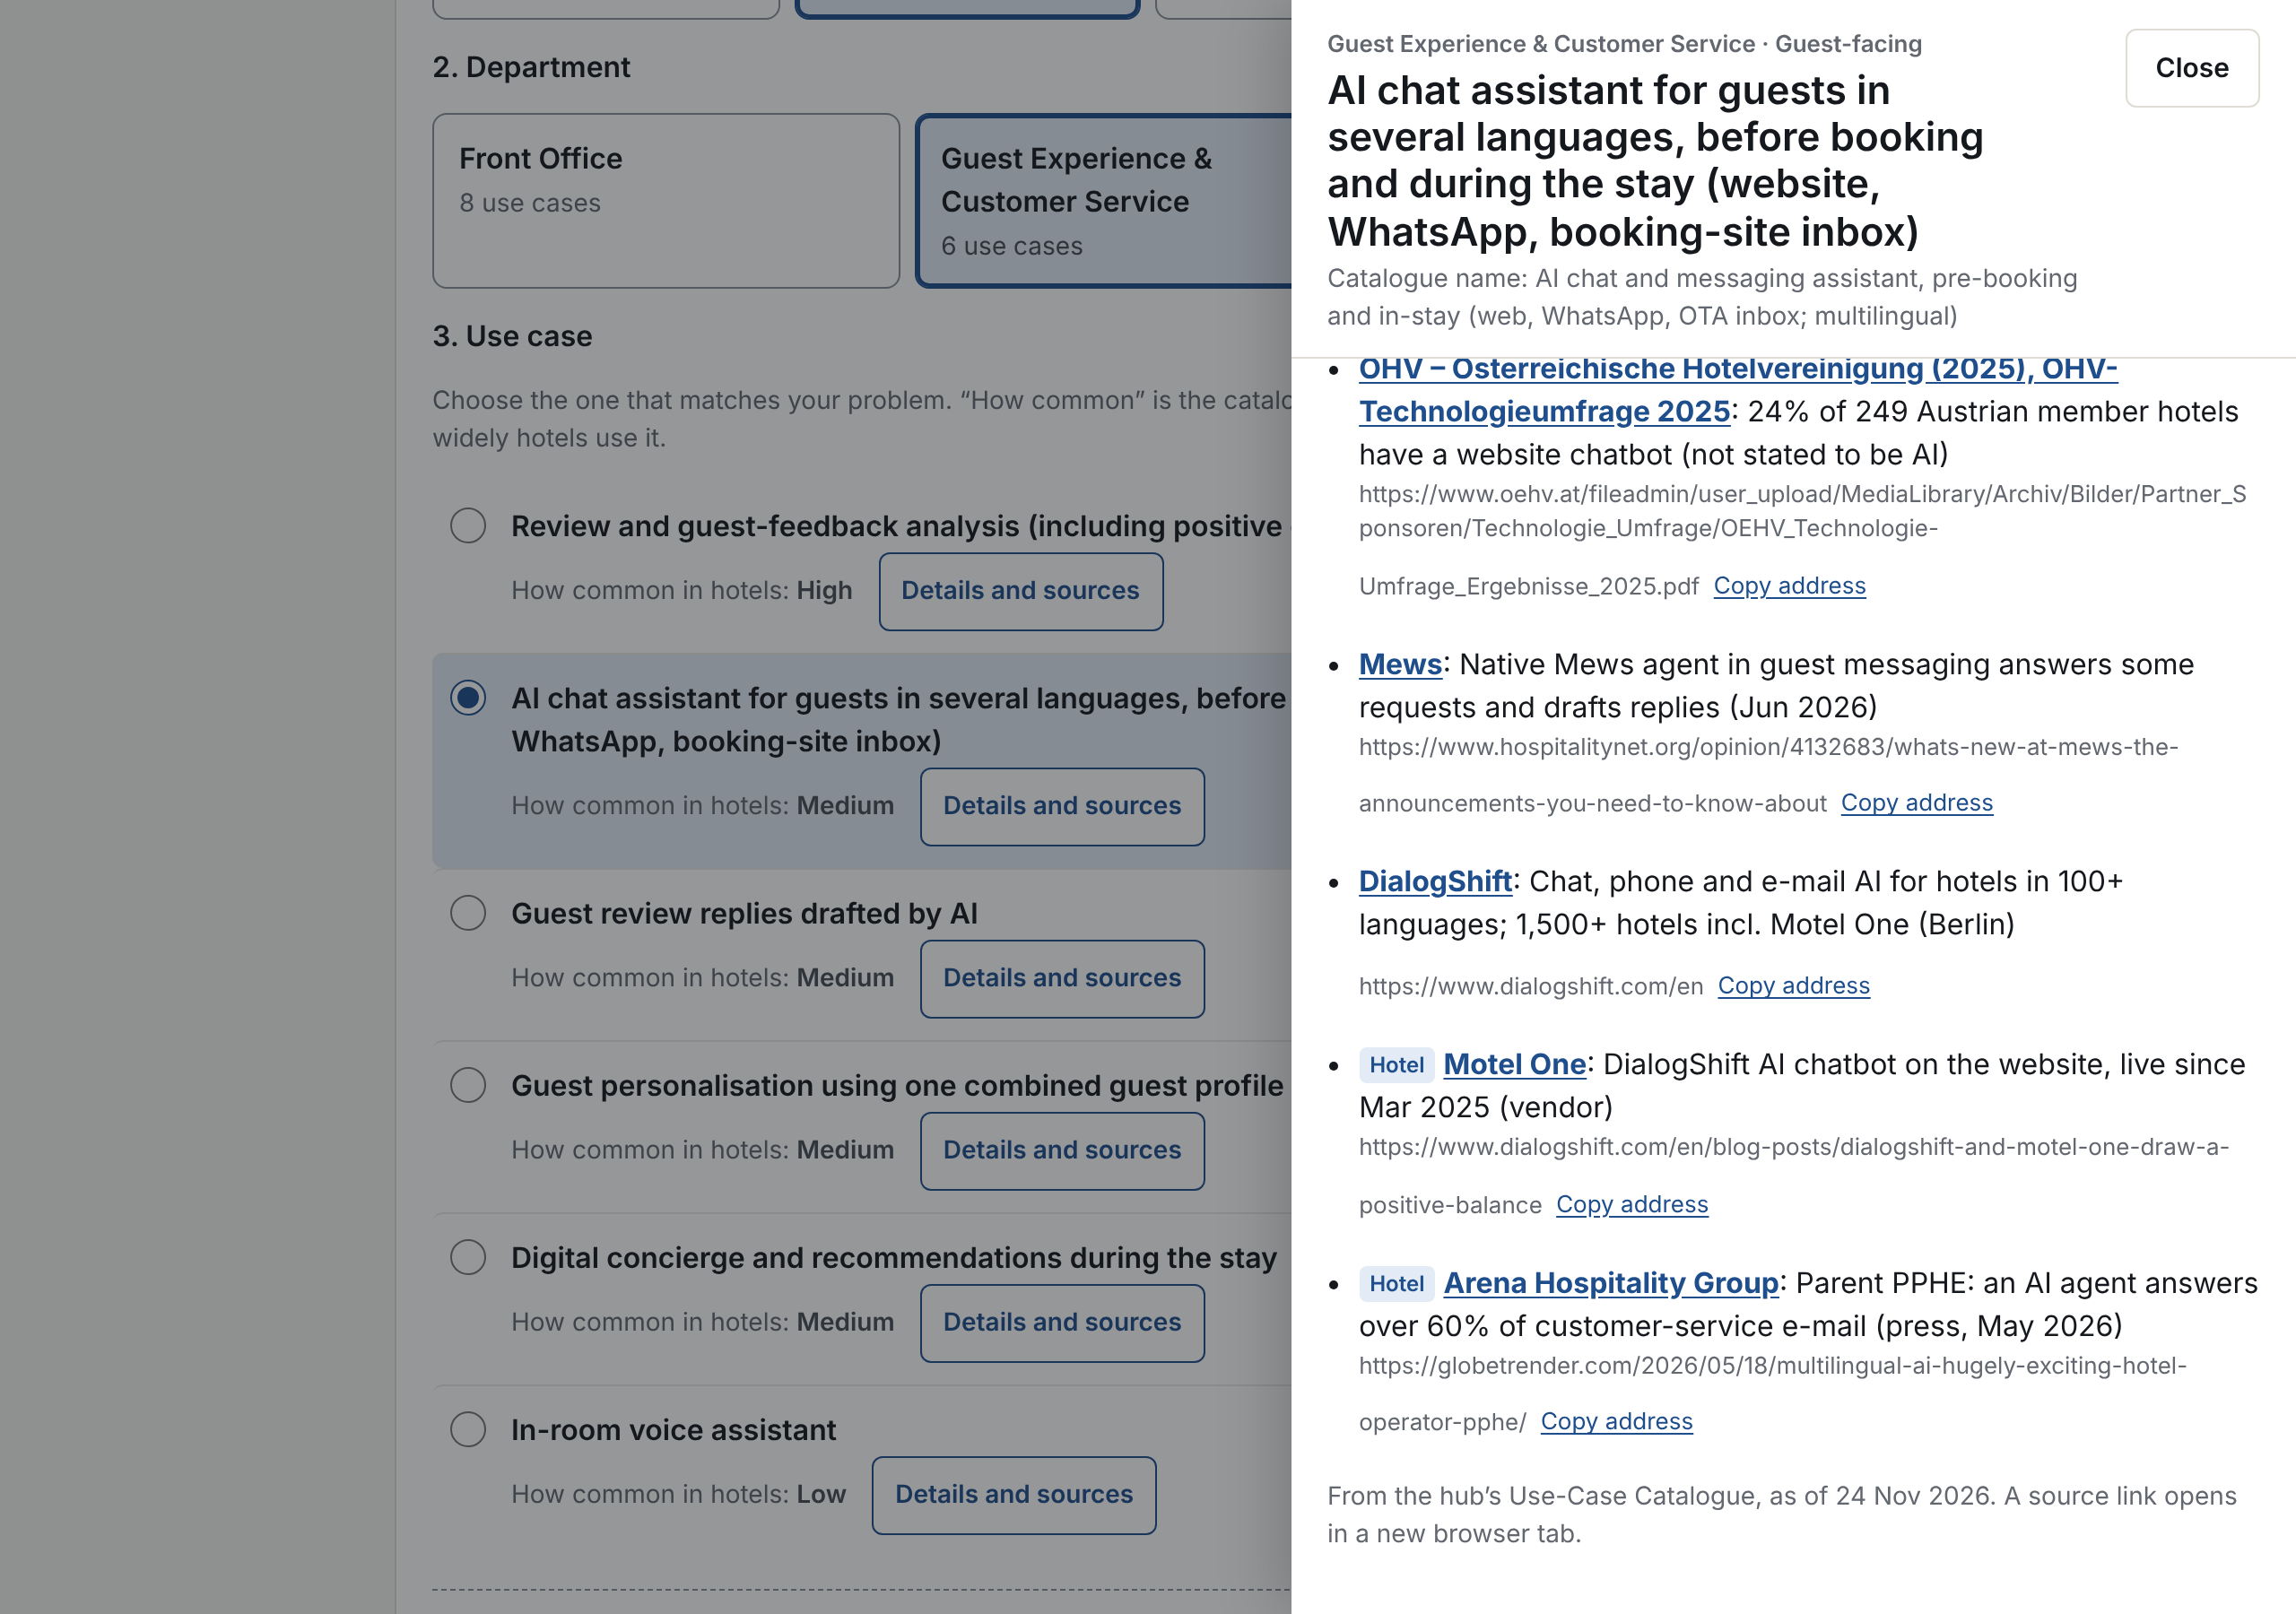 2. Department
Front Office
8 use cases
Guest Experience &
Customer Service
6 use cases
3. Use case
Choose the one that matches your problem. “How common” is the
widely hotels use it.
Review and guest-feedback analysis (including positive
How common in hotels: High
Details and sources
AI chat assistant for guests in several languages, before
WhatsApp, booking-site inbox)
How common in hotels: Medium
Details and sources
Guest review replies drafted by AI
How common in hotels: Medium
Details and sources
Guest personalisation using one combined guest profile
How common in hotels: Medium
Details and sources
Digital concierge and recommendations during the stay
How common in hotels: Medium
Details and sources
In-room voice assistant
How common in hotels: Low
Details and sources
Guest Experience & Customer Service · Guest-facing
Close
AI chat assistant for guests in
several languages, before booking
and during the stay (website,
WhatsApp, booking-site inbox)
Catalogue name: AI chat and messaging assistant, pre-booking
and in-stay (web, WhatsApp, OTA inbox; multilingual)
• ÖHV – Österreichische Hotelvereinigung (2025), ÖHV-
Technologieumfrage 2025: 24% of 249 Austrian member hotels
have a website chatbot (not stated to be AI)
https://www.oehv.at/fileadmin/user_upload/MediaLibrary/Archiv/Bilder/Partner_S
ponsoren/Technologie_Umfrage/OEHV_Technologie-
Umfrage_Ergebnisse_2025.pdf Copy address
• Mews: Native Mews agent in guest messaging answers some
requests and drafts replies (Jun 2026)
https://www.hospitalitynet.org/opinion/4132683/whats-new-at-mews-the-
announcements-you-need-to-know-about Copy address
• DialogShift: Chat, phone and e-mail AI for hotels in 100+
languages; 1,500+ hotels incl. Motel One (Berlin)
https://www.dialogshift.com/en Copy address
• Hotel Motel One: DialogShift AI chatbot on the website, live since
Mar 2025 (vendor)
https://www.dialogshift.com/en/blog-posts/dialogshift-and-motel-one-draw-a-
positive-balance Copy address
• Hotel Arena Hospitality Group: Parent PPHE: an AI agent answers
over 60% of customer-service e-mail (press, May 2026)
https://globetrender.com/2026/05/18/multilingual-ai-hugely-exciting-hotel-
operator-pphe/ Copy address
From the hub’s Use-Case Catalogue, as of 24 Nov 2026. A source link opens
in a new browser tab.